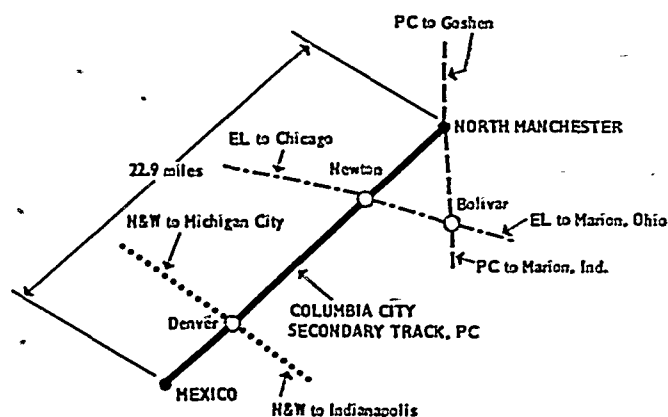 PC to Goshen
NORTH MANCHESTER
EL to Chicago
Newton
22.9 miles
Bolivar
N&W to Michigan City
EL to Marion, Ohio
PC to Marion, Ind.
COLUMBIA CITY
SECONDARY TRACK, PC
Denver
MEXICO
N&W to Indianapolis